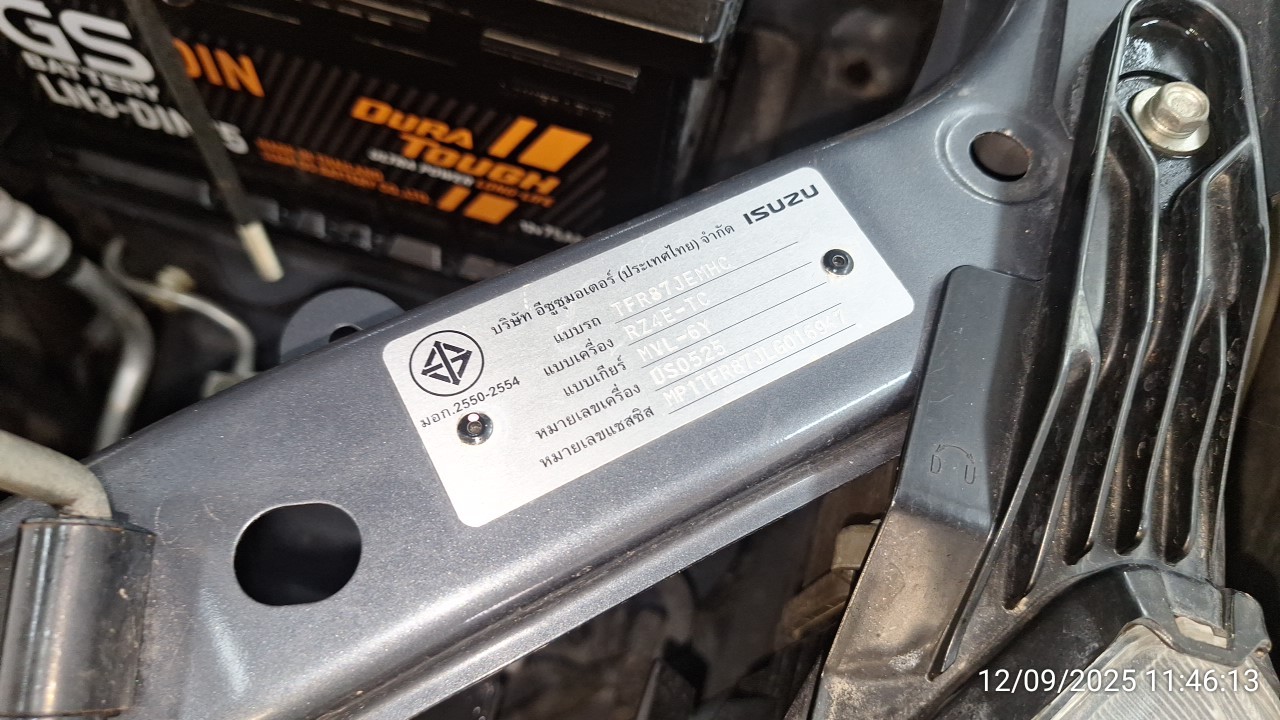 GS
BATTERY
DIN
DURA
TOUGH
ULTRA POWER LONG LIFE
ISUZU
บริษัท อีซูซุมอเตอร์ (ประเทศไทย) จำกัด
แบบรถ TFR87JEMHC
แบบเครื่อง RZ4E-TC
แบบเกียร์ MVL-6Y
หมายเลขเครื่อง
หมายเลขแชสซิส
มอก.2550-2554
D U
12/09/2025 11:46:13